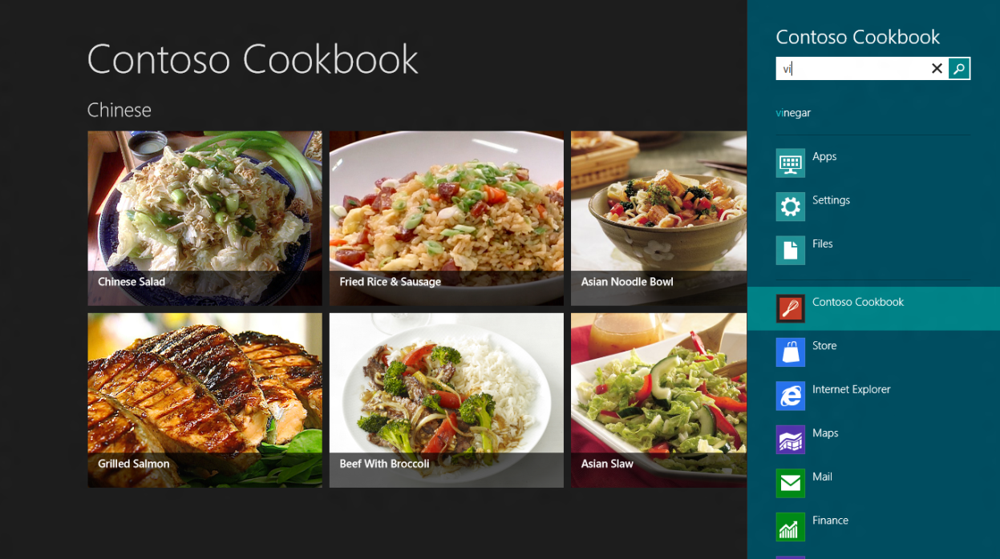 Contoso Cookbook
Chinese
Chinese Salad
Fried Rice & Sausage
Asian Noodle Bowl
Grilled Salmon
Beef With Broccoli
Asian Slaw
Contoso Cookbook
vi
vinegar
Apps
Settings
Files
Contoso Cookbook
Store
Internet Explorer
Maps
Mail
Finance